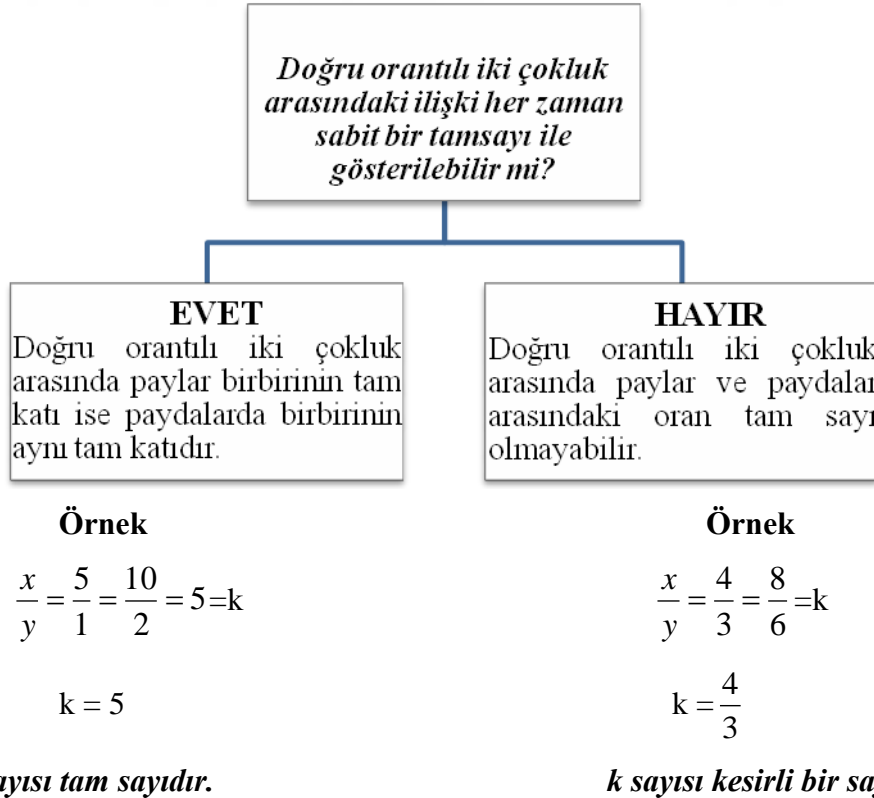 Doğru orantılı iki çokluk
arasındaki ilişki her zaman
sabit bir tamsayı ile
gösterilebilir mi?
EVET
Doğru orantılı iki çokluk
arasında paylar birbirinin tam
katı ise paydalarda birbirinin
aynı tam katıdır.
HAYIR
Doğru orantılı iki çokluk
arasında paylar ve paydalar
arasındaki oran tam sayı
olmayabilir.
Örnek
x/y = 5/1 = 10/2 = 5=k
k = 5
tam sayıdır.
Örnek
x/y = 4/3 = 8/6 =k
k = 4/3
k sayısı kesirli bir